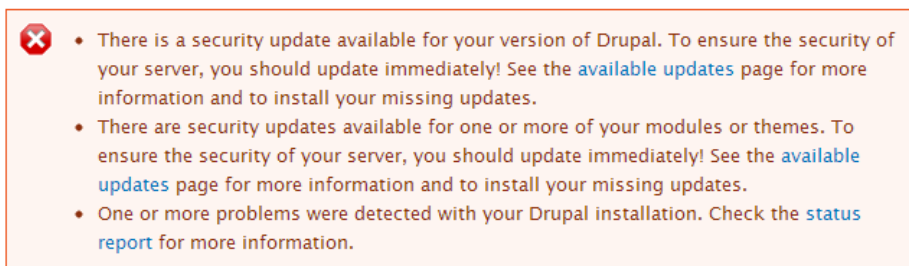 • There is a security update available for your version of Drupal. To ensure the security of
your server, you should update immediately! See the available updates page for more
information and to install your missing updates.
• There are security updates available for one or more of your modules or themes. To
ensure the security of your server, you should update immediately! See the available
updates page for more information and to install your missing updates.
• One or more problems were detected with your Drupal installation. Check the status
report for more information.